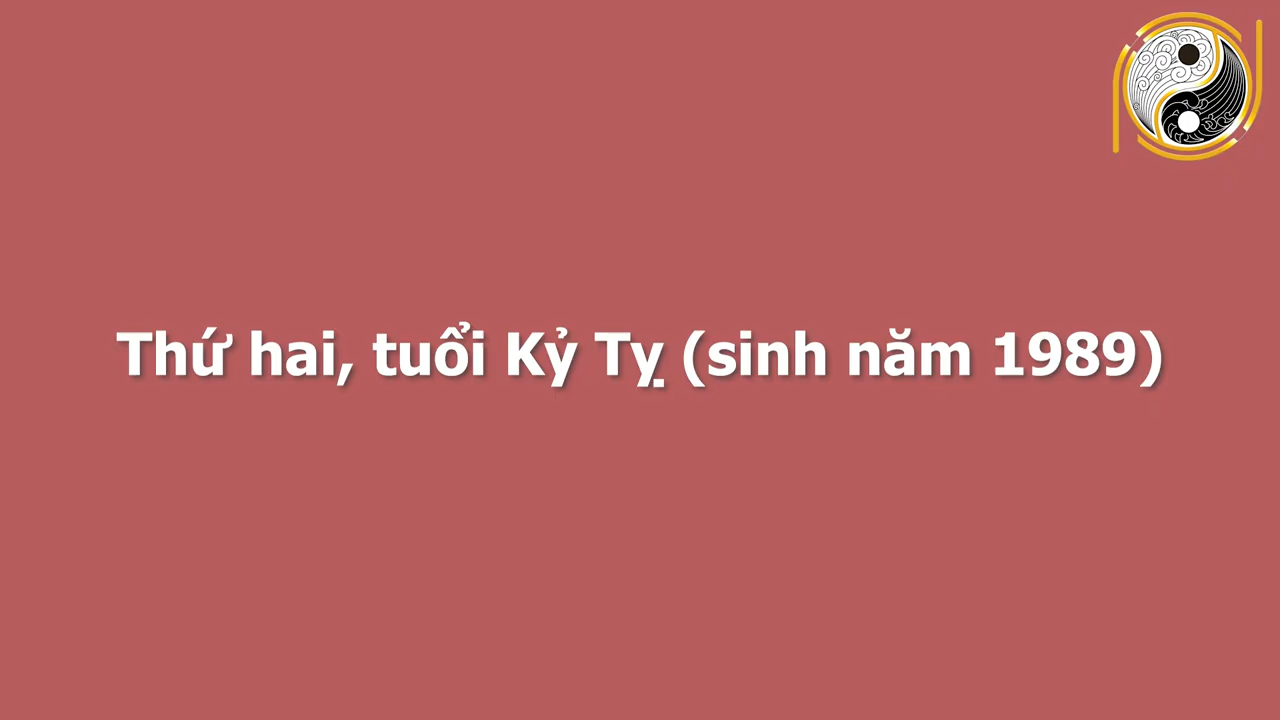 Thứ hai, tuổi Kỷ Tỵ (sinh năm 1989)